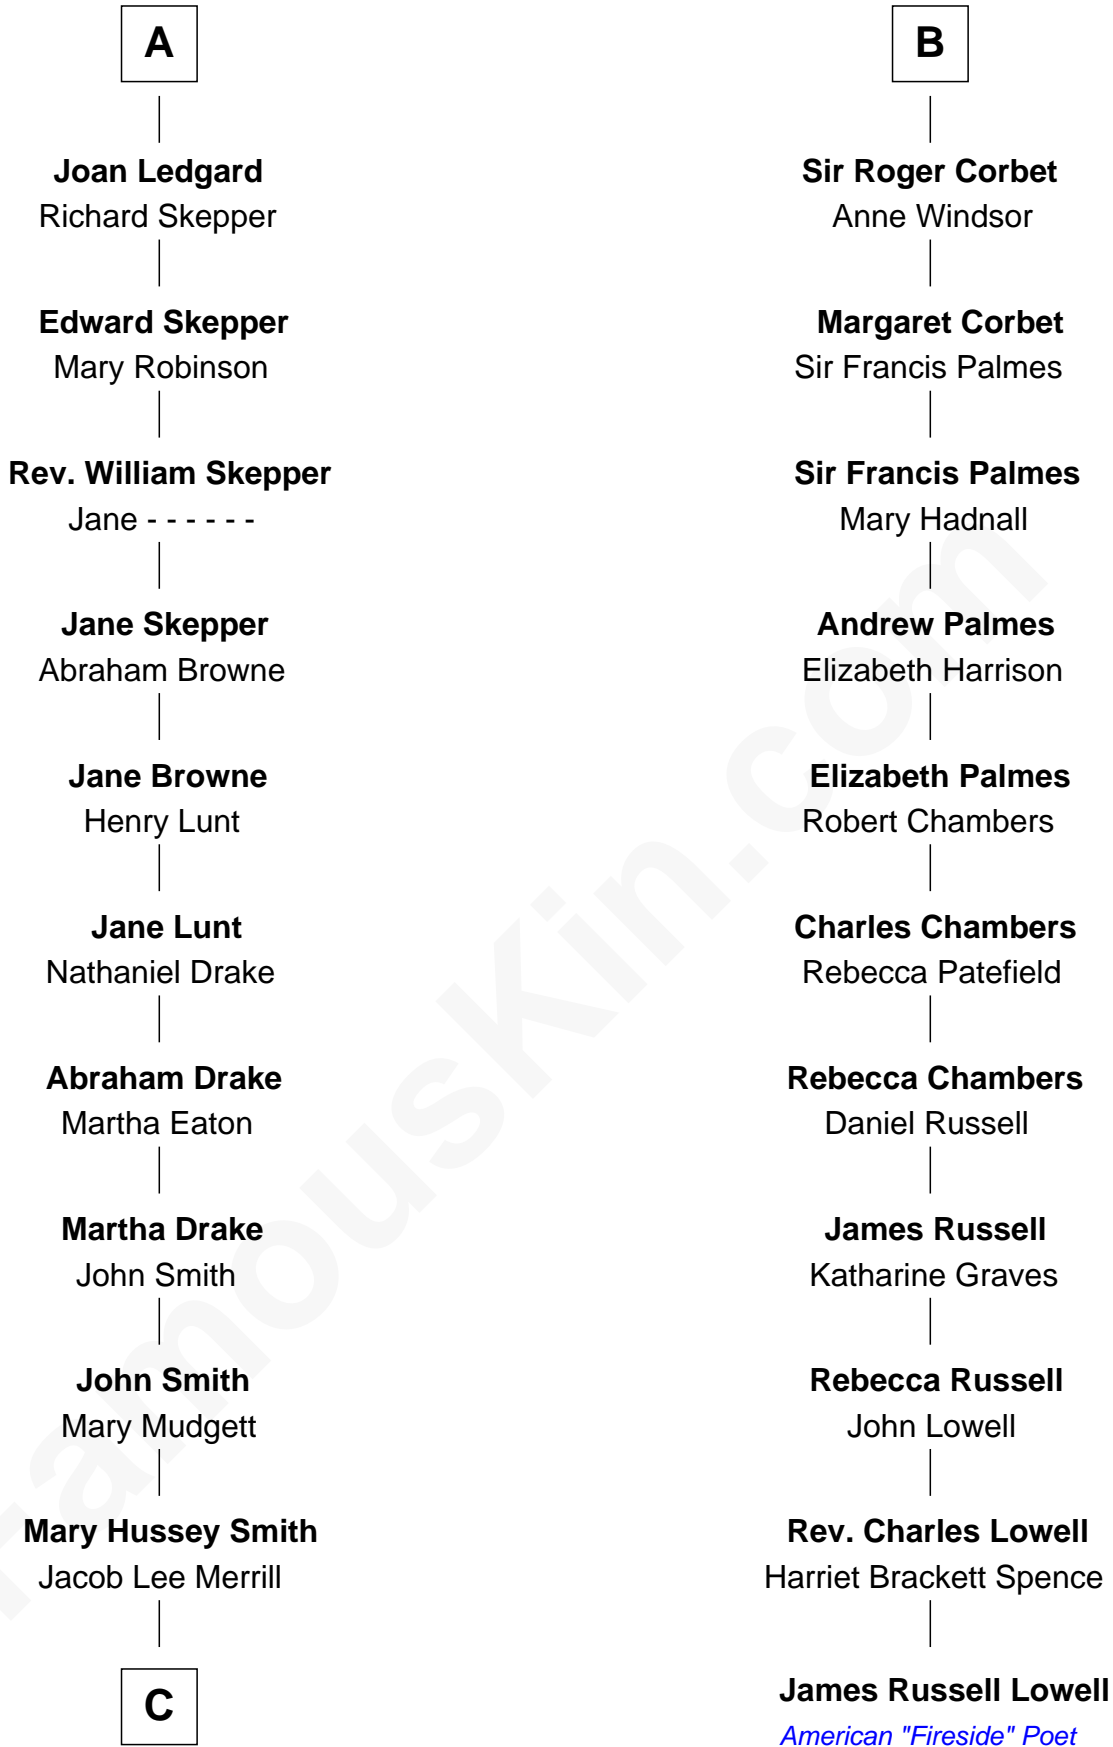 A
Joan Ledgard
Richard Skepper
Edward Skepper
Mary Robinson
Rev. William Skepper
Jane - - - - - -
Jane Skepper
Abraham Browne
Jane Browne
Henry Lunt
Jane Lunt
Nathaniel Drake
Abraham Drake
Martha Eaton
Martha Drake
John Smith
John Smith
Mary Mudgett
Mary Hussey Smith
Jacob Lee Merrill
C
B
Sir Roger Corbet
Anne Windsor
Margaret Corbet
Sir Francis Palmes
Sir Francis Palmes
Mary Hadnall
Andrew Palmes
Elizabeth Harrison
Elizabeth Palmes
Robert Chambers
Charles Chambers
Rebecca Patefield
Rebecca Chambers
Daniel Russell
James Russell
Katharine Graves
Rebecca Russell
John Lowell
Rev. Charles Lowell
Harriet Brackett Spence
James Russell Lowell
American "Fireside" Poet
FamousKin.com